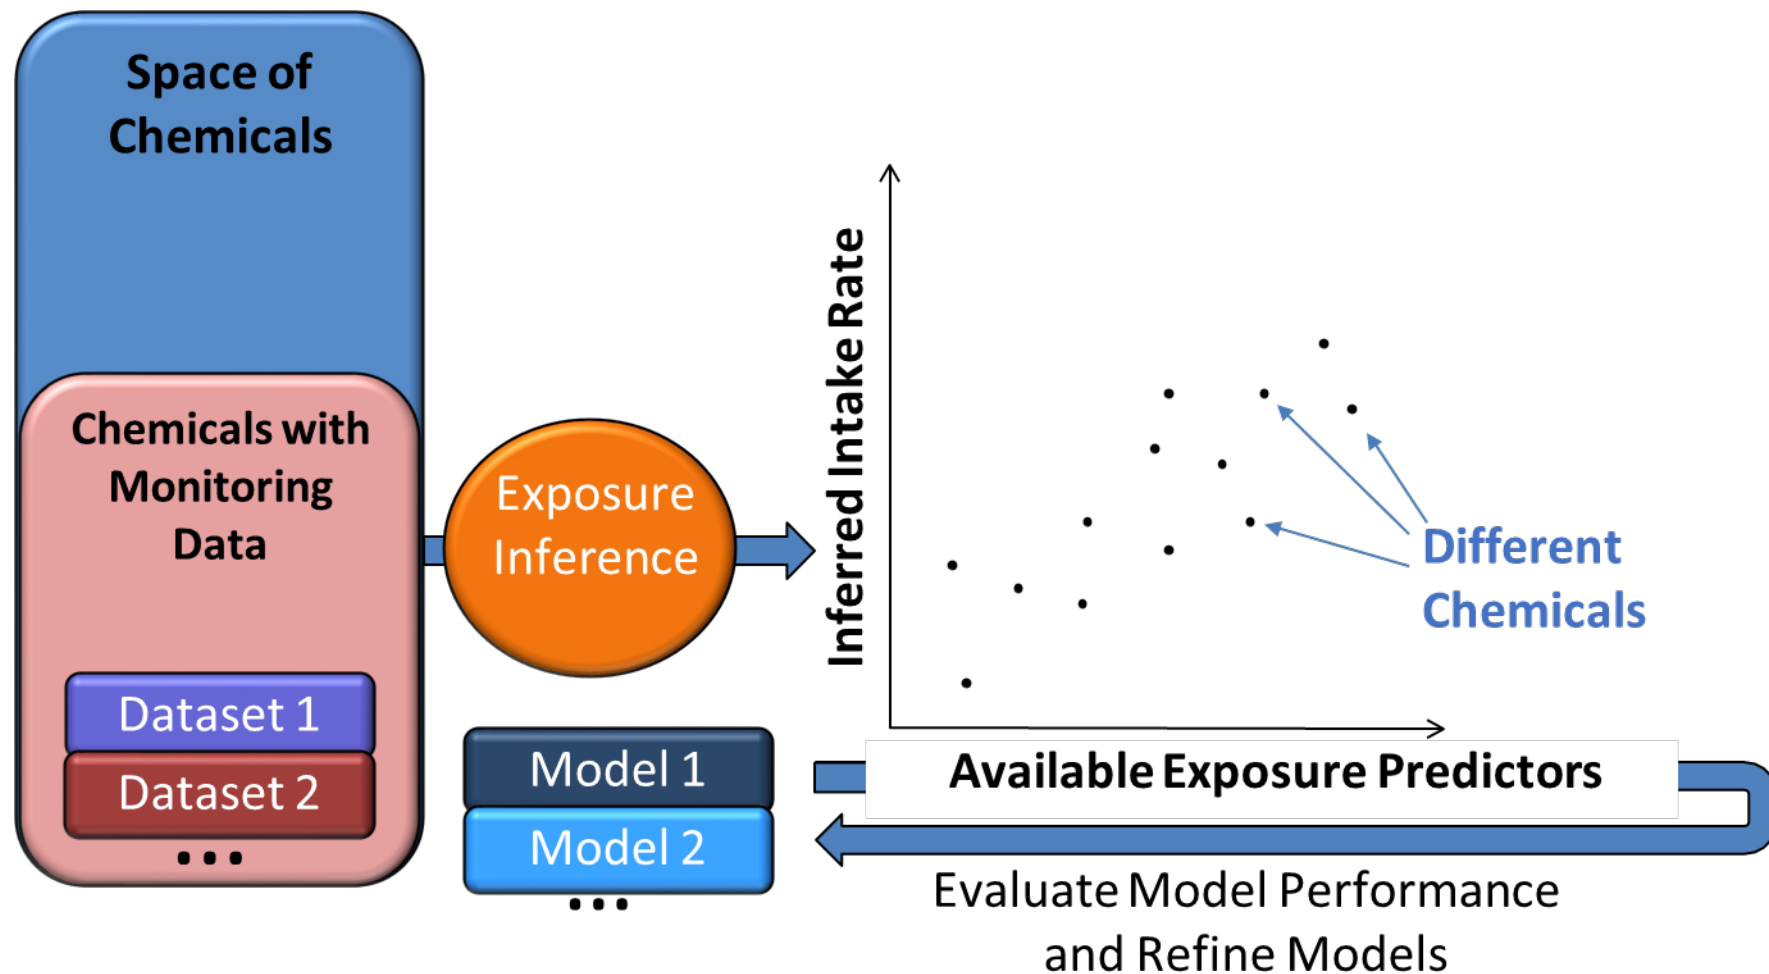 Space of
Chemicals
Chemicals with
Monitoring
Data
Dataset 1
Dataset 2
...
Exposure
Inference
Model 1
Model 2
...
Inferred Intake Rate
Different
Chemicals
Available Exposure Predictors
Evaluate Model Performance
and Refine Models